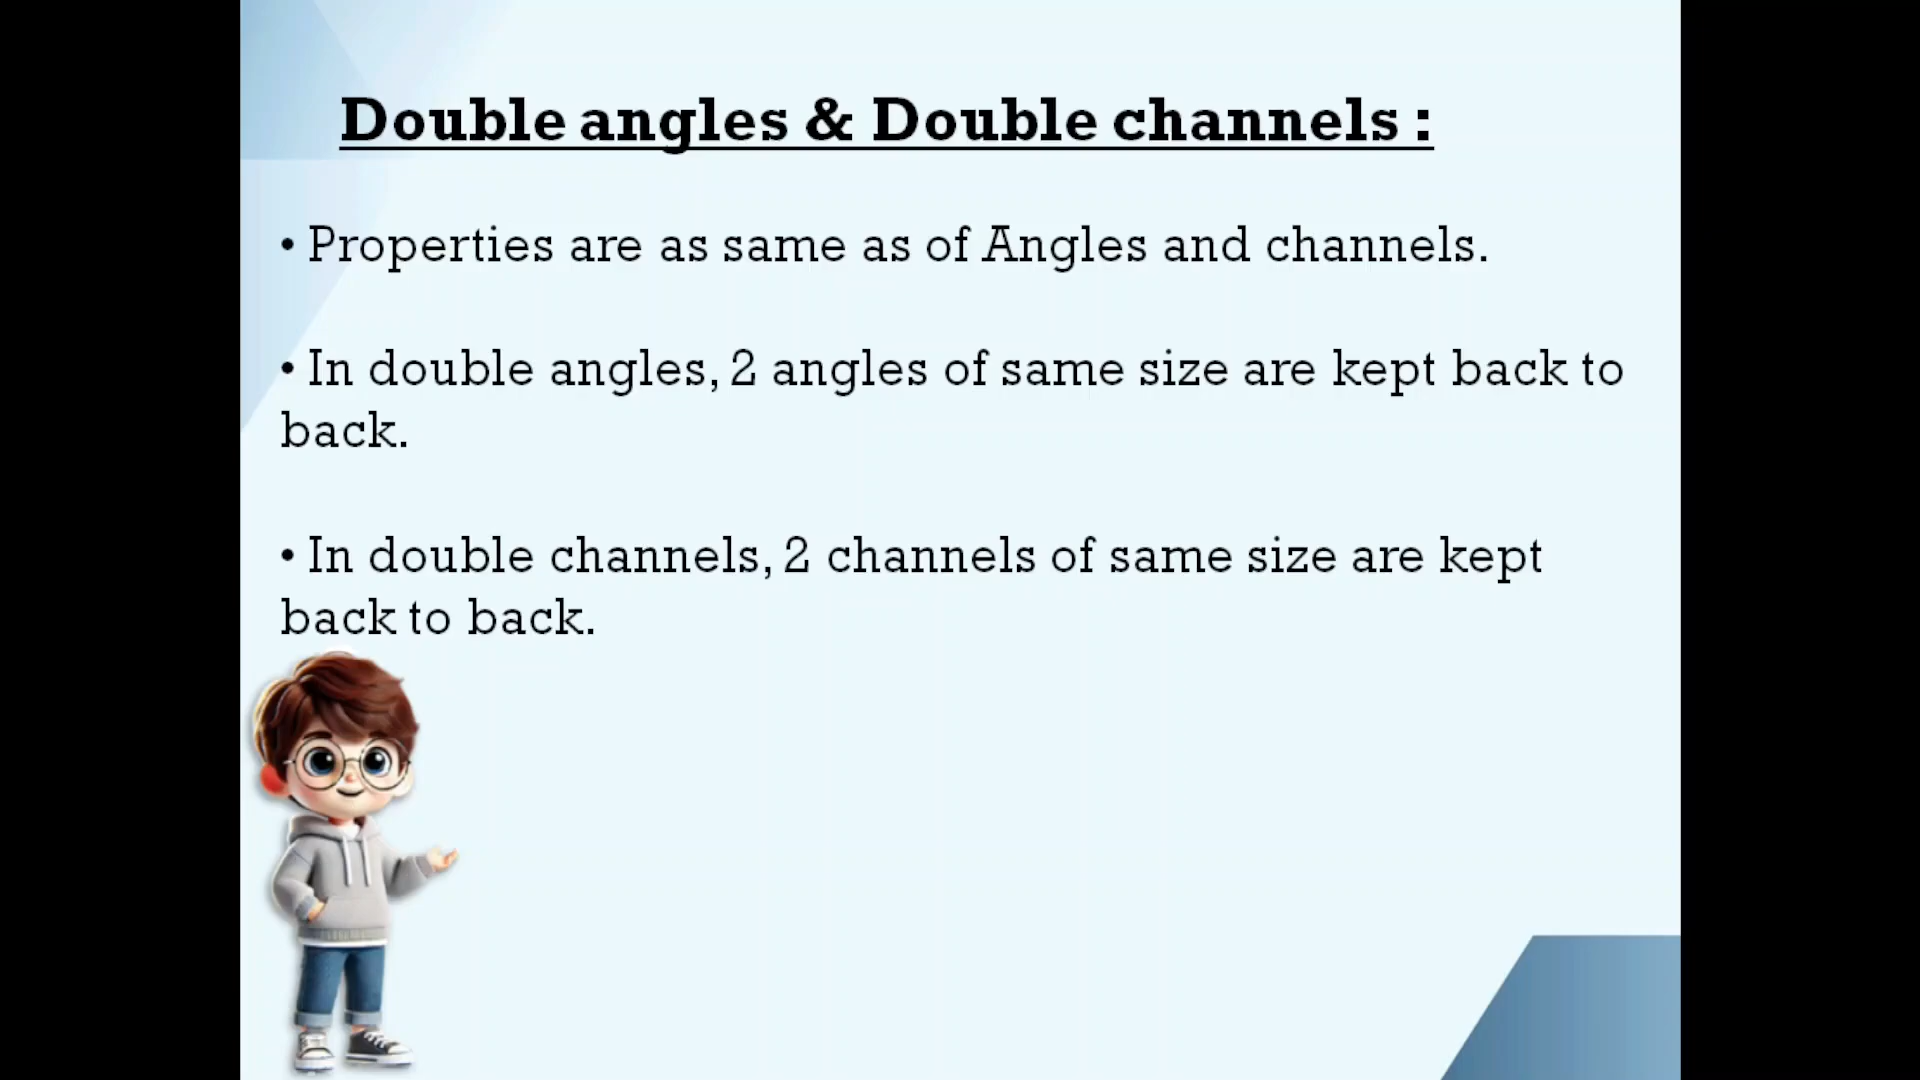 Double angles & Double channels :
• Properties are as same as of Angles and channels.
• In double angles, 2 angles of same size are kept back to
back.
• In double channels, 2 channels of same size are kept
back to back.